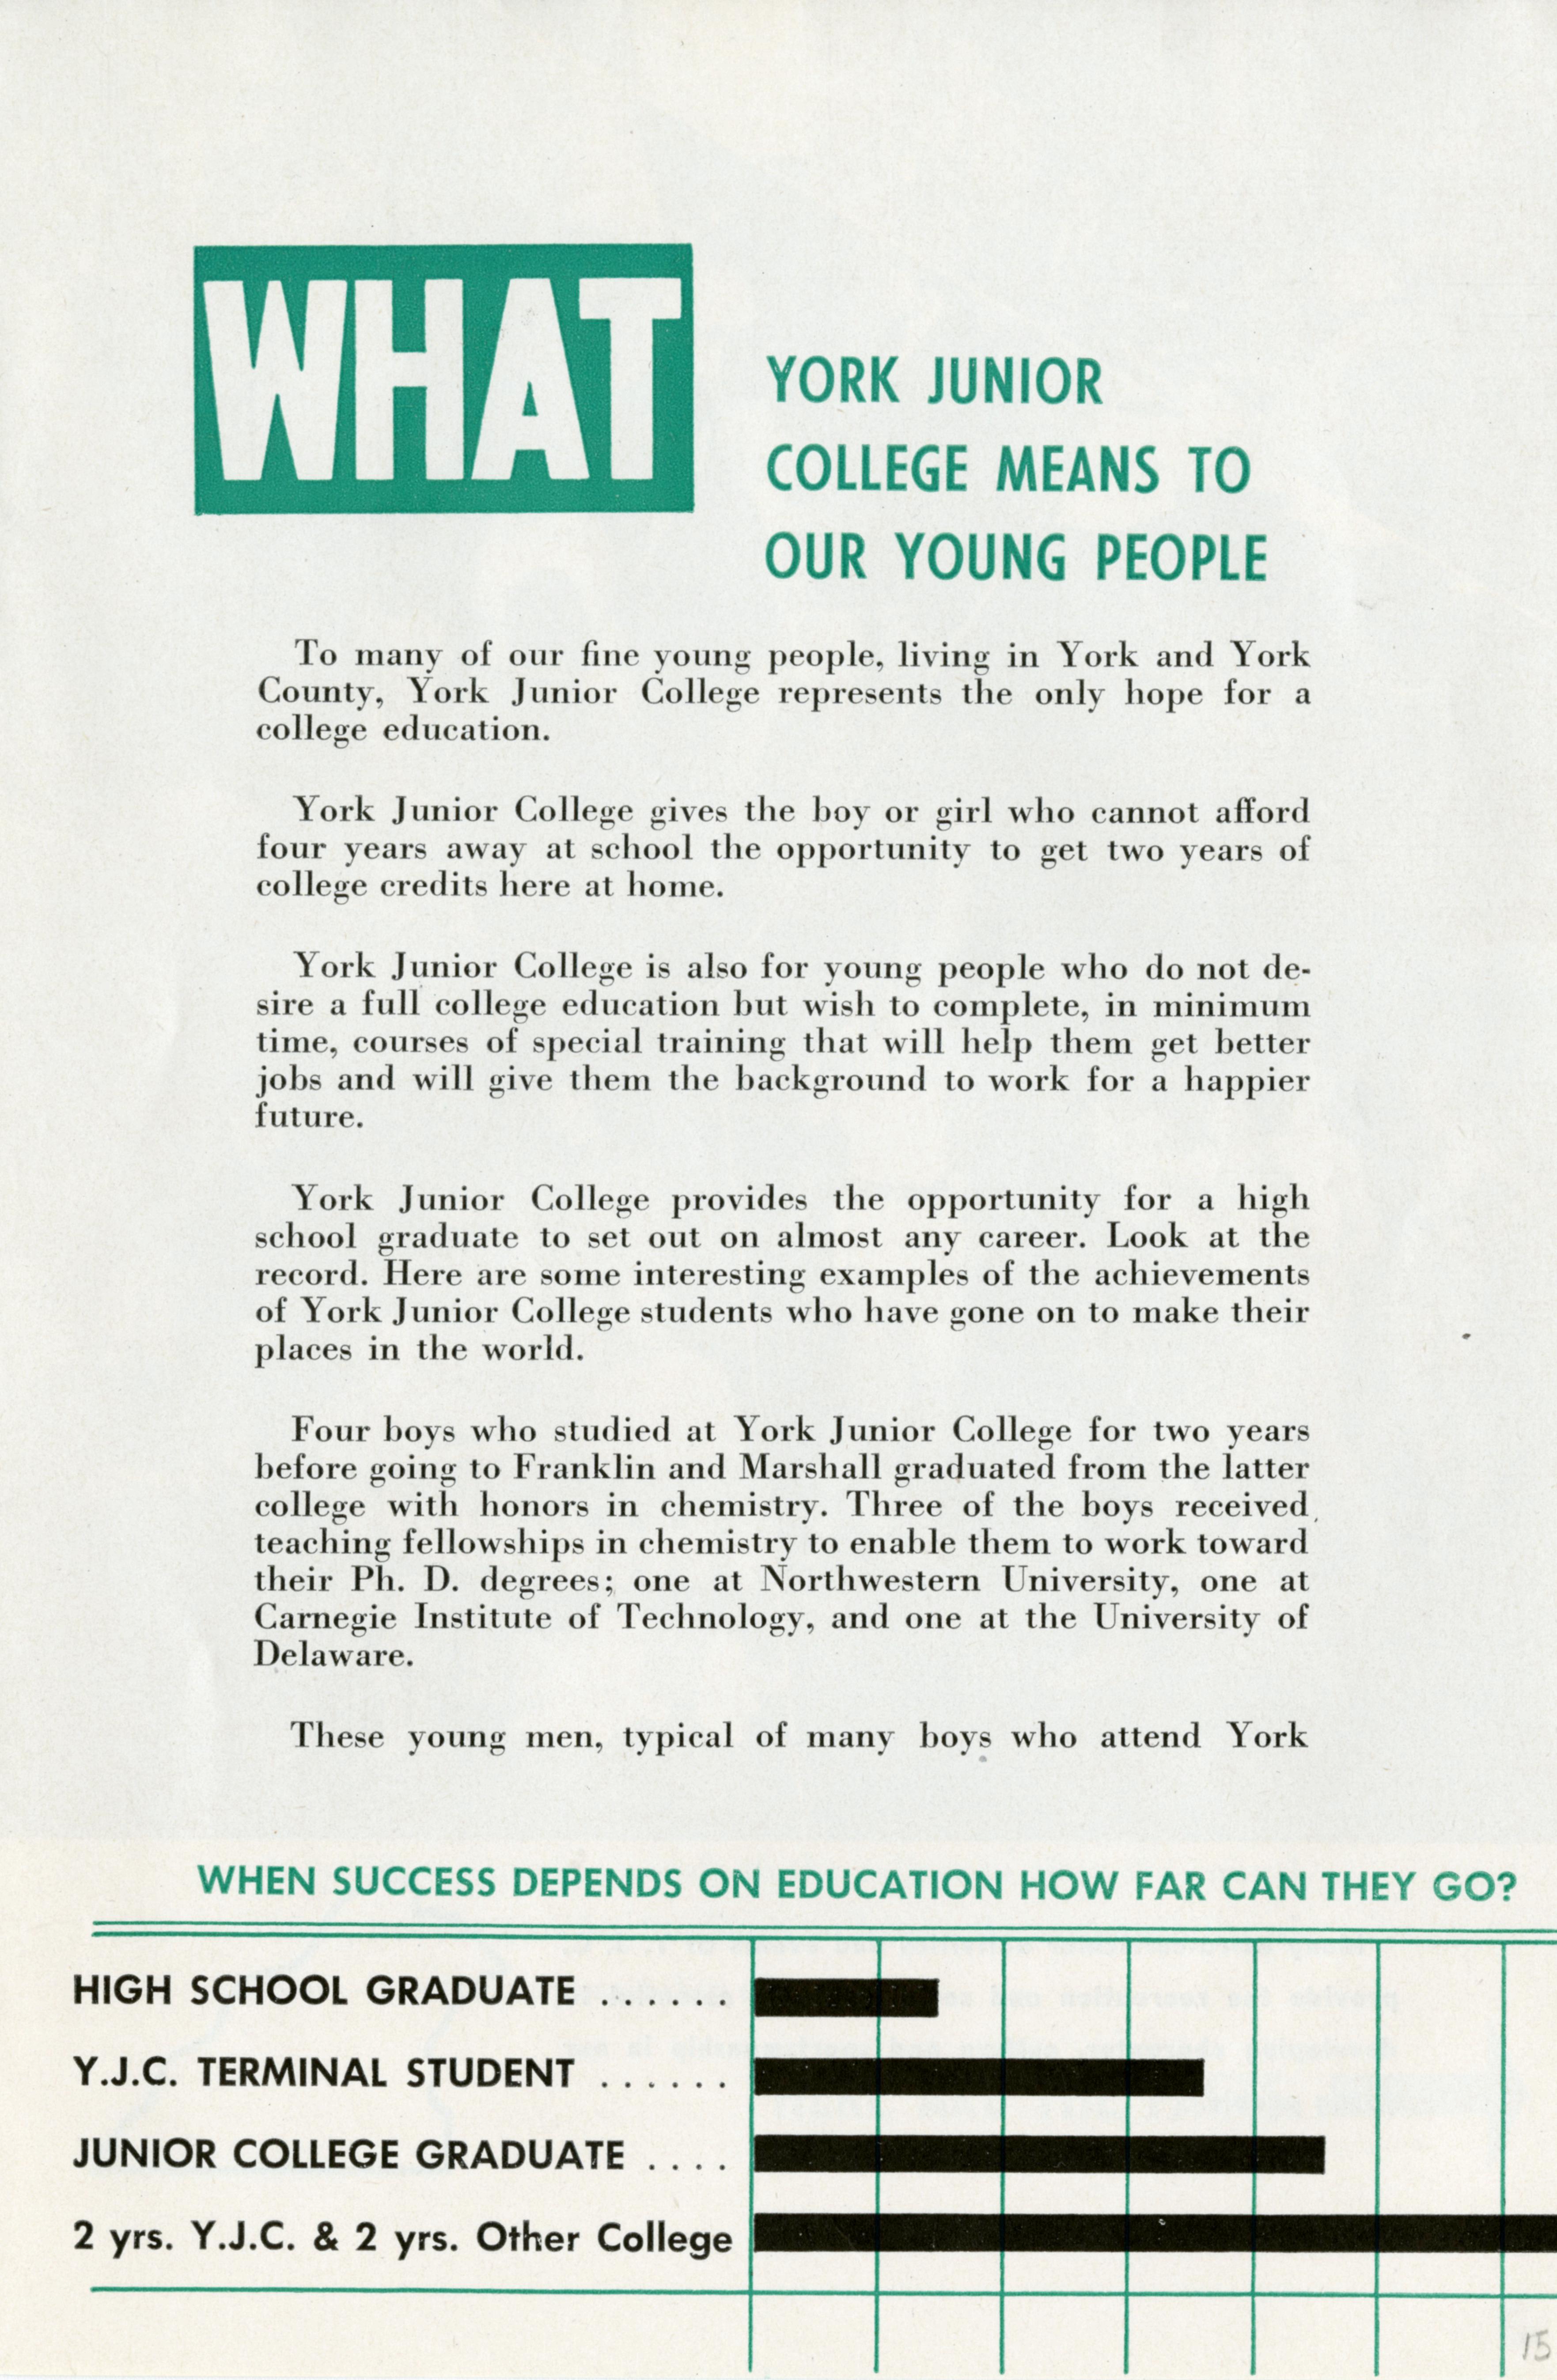 WHAT
YORK JUNIOR
COLLEGE MEANS TO
OUR YOUNG PEOPLE
To many of our fine young people, living in York and York
County, York Junior College represents the only hope for a
college education.
York Junior College gives the boy or girl who cannot afford
four years away at school the opportunity to get two years of
college credits here at home.
York Junior College is also for young people who do not de-
sire a full college education but wish to complete, in minimum
time, courses of special training that will help them get better
jobs and will give them the background to work for a happier
future.
York Junior College provides the opportunity for a high
school graduate to set out on almost any career. Look at the
record. Here are some interesting examples of the achievements
of York Junior College students who have gone on to make their
places in the world.
Four boys who studied at York Junior College for two years
before going to Franklin and Marshall graduated from the latter
college with honors in chemistry. Three of the boys received
teaching fellowships in chemistry to enable them to work toward
their Ph. D. degrees; one at Northwestern University, one at
Carnegie Institute of Technology, and one at the University of
Delaware.
These young men, typical of many boys who attend York
WHEN SUCCESS DEPENDS ON EDUCATION HOW FAR CAN THEY GO?
HIGH SCHOOL GRADUATE ......
Y.J.C. TERMINAL STUDENT ......
JUNIOR COLLEGE GRADUATE ....
2 yrs. Y.J.C. & 2 yrs. Other College
15